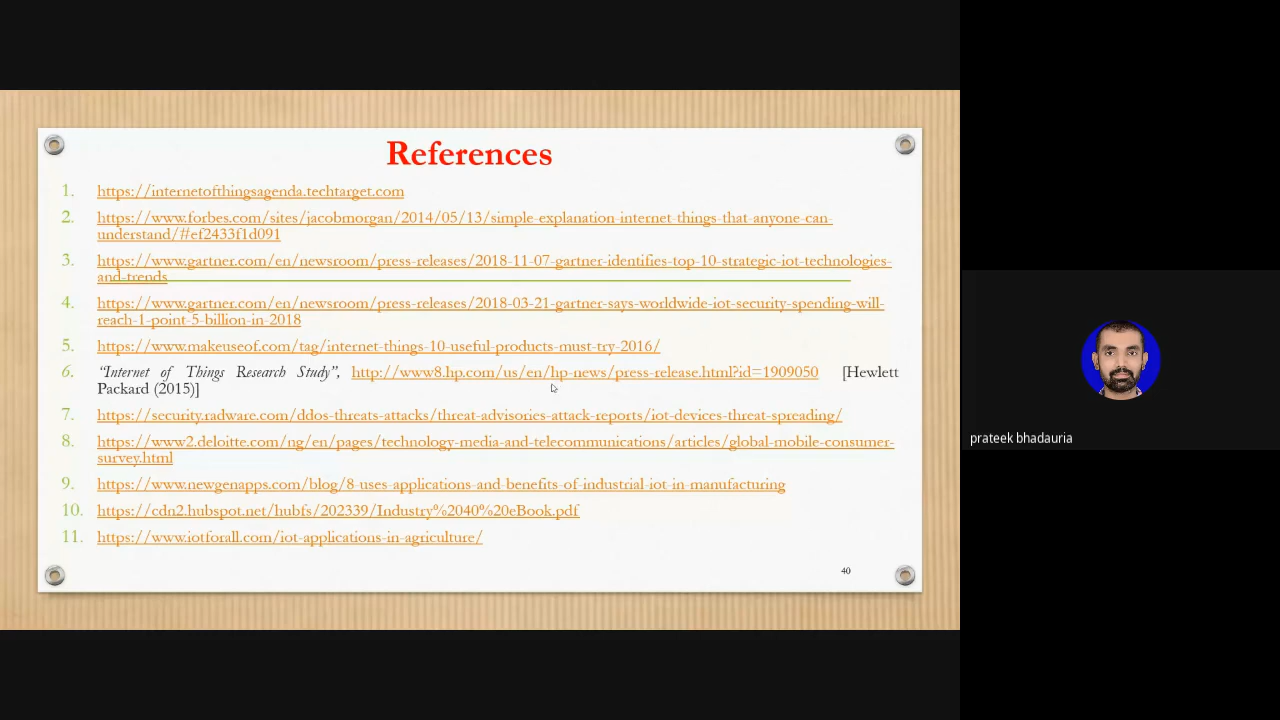 References
1. https://internetofthingsagenda.techtarget.com
2. https://www.forbes.com/sites/jacobmorgan/2014/05/13/simple-explanation-internet-things-that-anyone-can-
understand/#ef2433f1d091
3. https://www.gartner.com/en/newsroom/press-releases/2018-11-07-gartner-identifies-top-10-strategic-iot-technologies-
and-trends
4. https://www.gartner.com/en/newsroom/press-releases/2018-03-21-gartner-says-worldwide-iot-security-spending-will-
reach-1-point-5-billion-in-2018
5. https://www.makeuseof.com/tag/internet-things-10-useful-products-must-try-2016/
6. “Internet of Things Research Study”, http://www8.hp.com/us/en/hp-news/press-release.html?id=1909050 [Hewlett
Packard (2015)]
7. https://security.radware.com/ddos-threats-attacks/threat-advisories-attack-reports/iot-devices-threat-spreading/
8. https://www2.deloitte.com/ng/en/pages/technology-media-and-telecommunications/articles/global-mobile-consumer-
survey.html
9. https://www.newgenapps.com/blog/8-uses-applications-and-benefits-of-industrial-iot-in-manufacturing
10. https://cdn2.hubspot.net/hubfs/202339/Industry%2040%20eBook.pdf
11. https://www.iotforall.com/iot-applications-in-agriculture/
40
prateek bhadauria